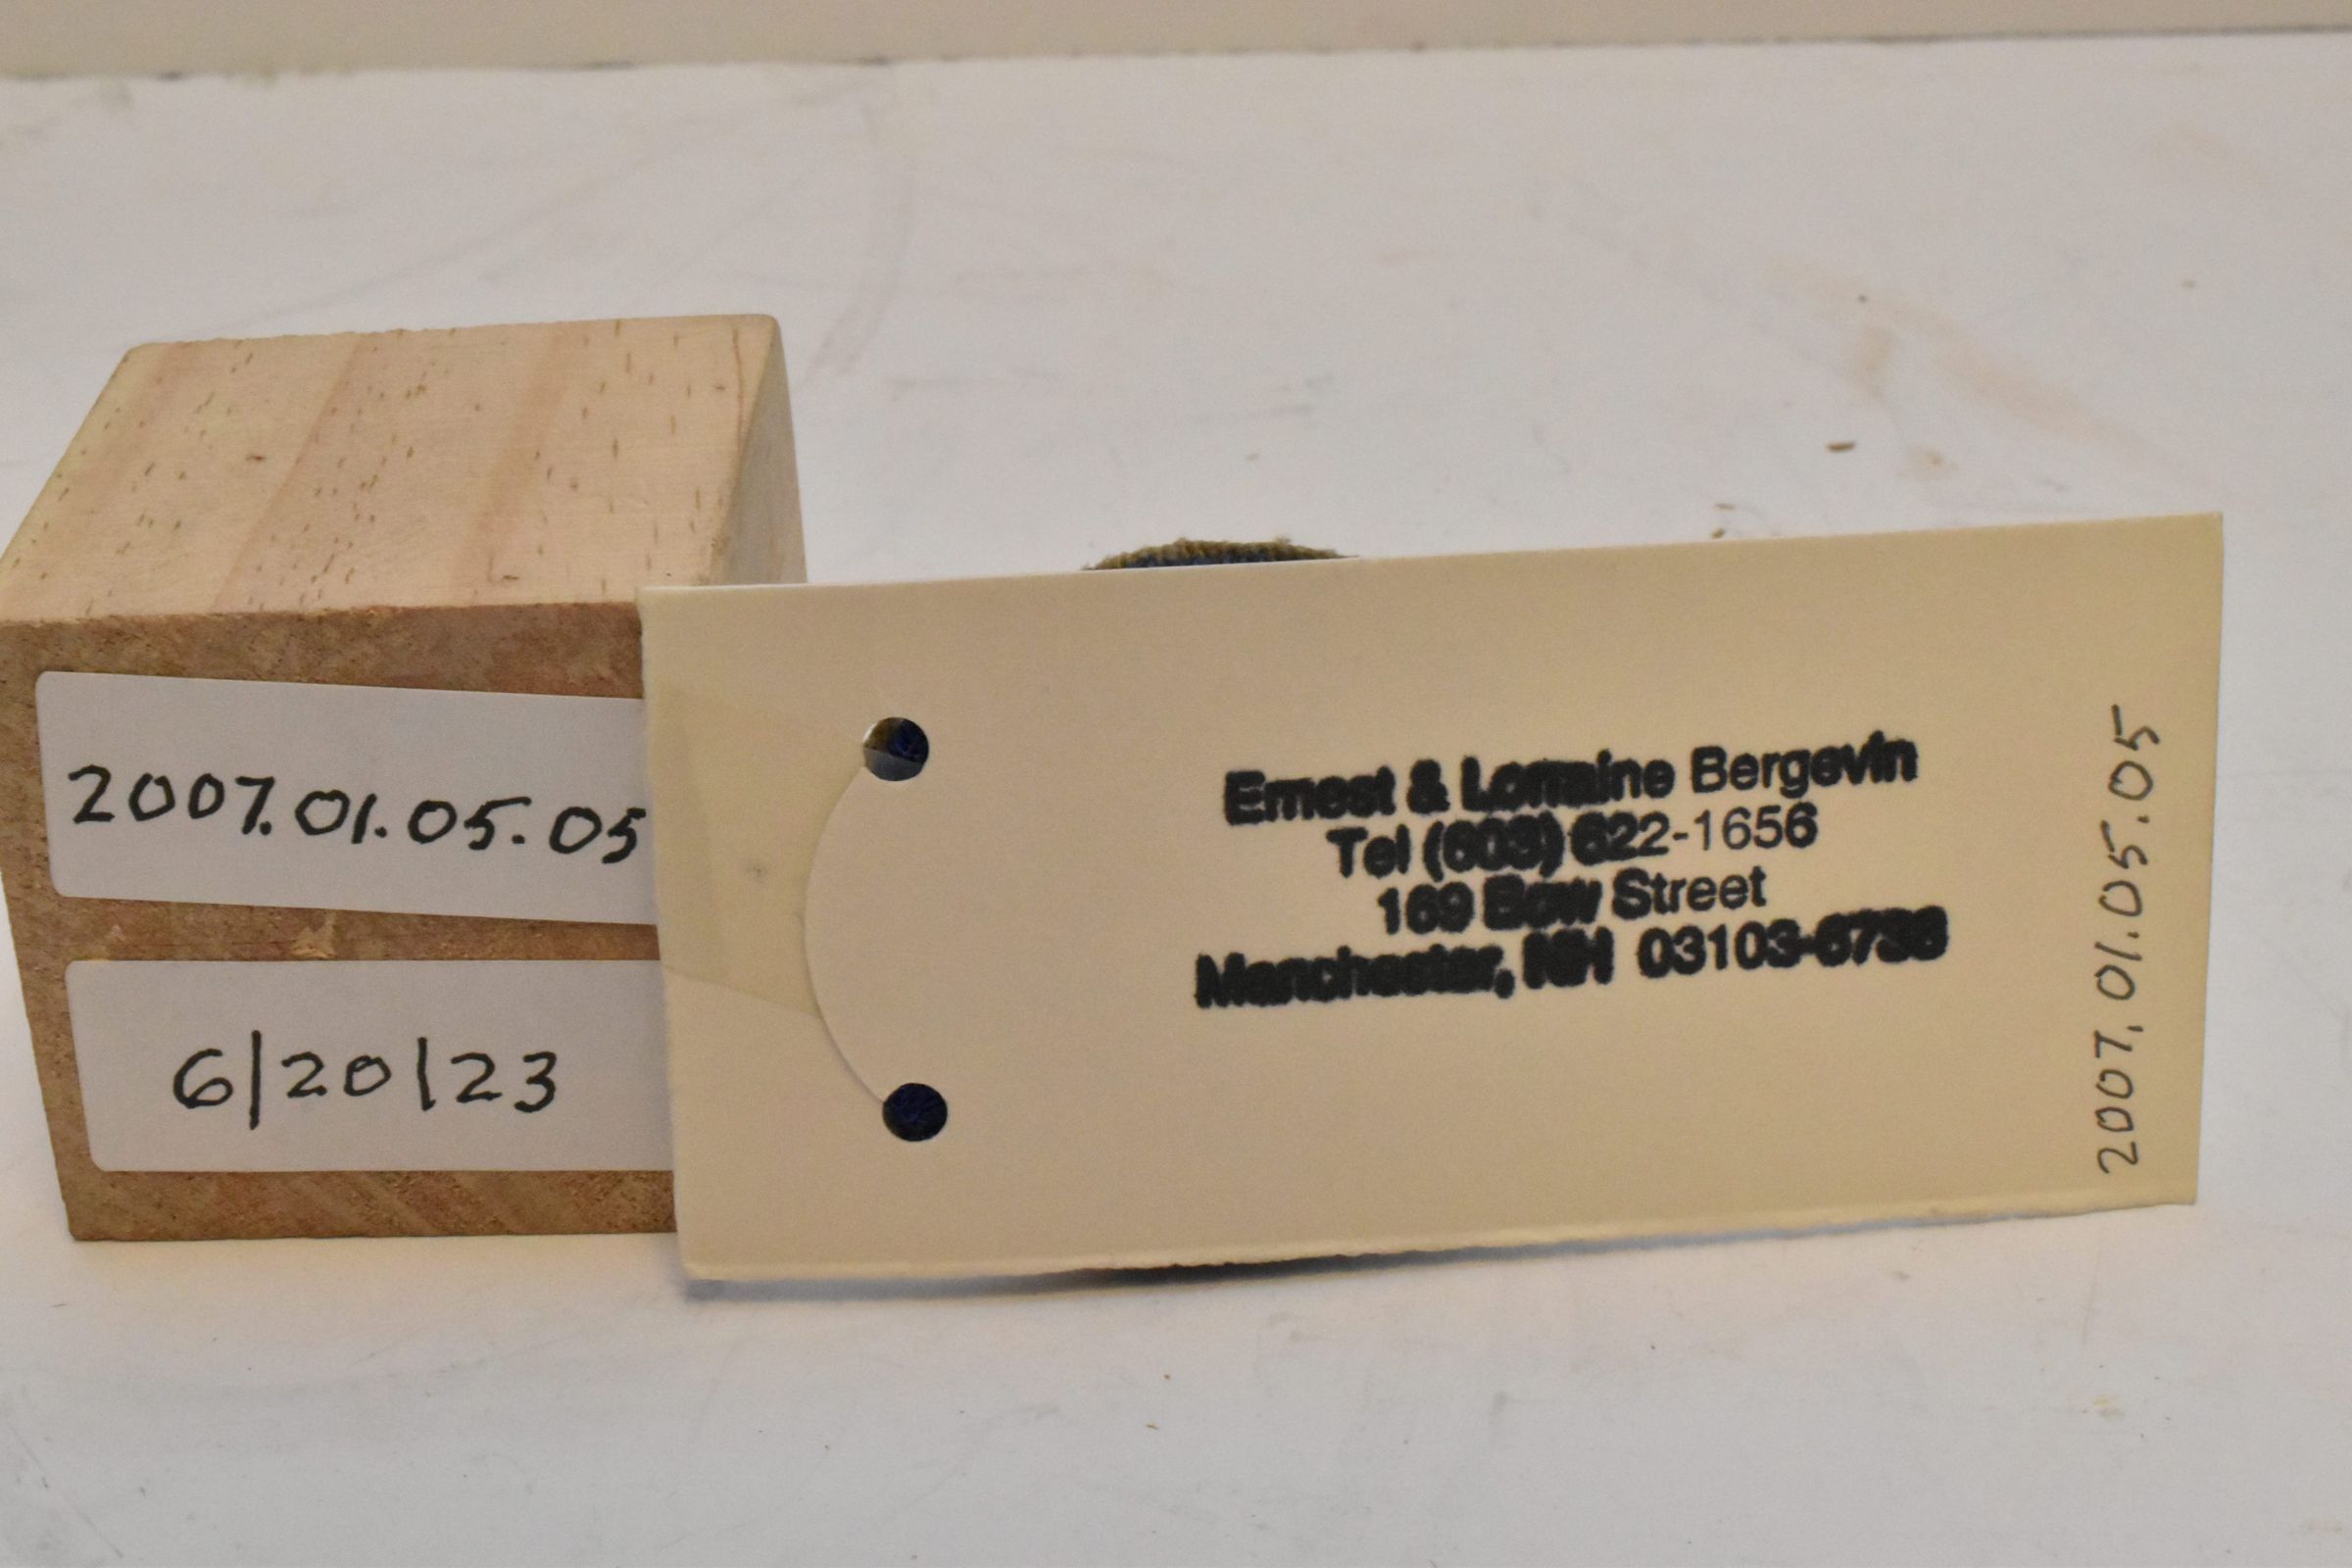 2007.01.05.05
6/20/23
Ernest & Lorraine Bergevin
Tel (603) 622-1656
169 Bow Street
Manchester, NH 03103-
2007.01.05.05